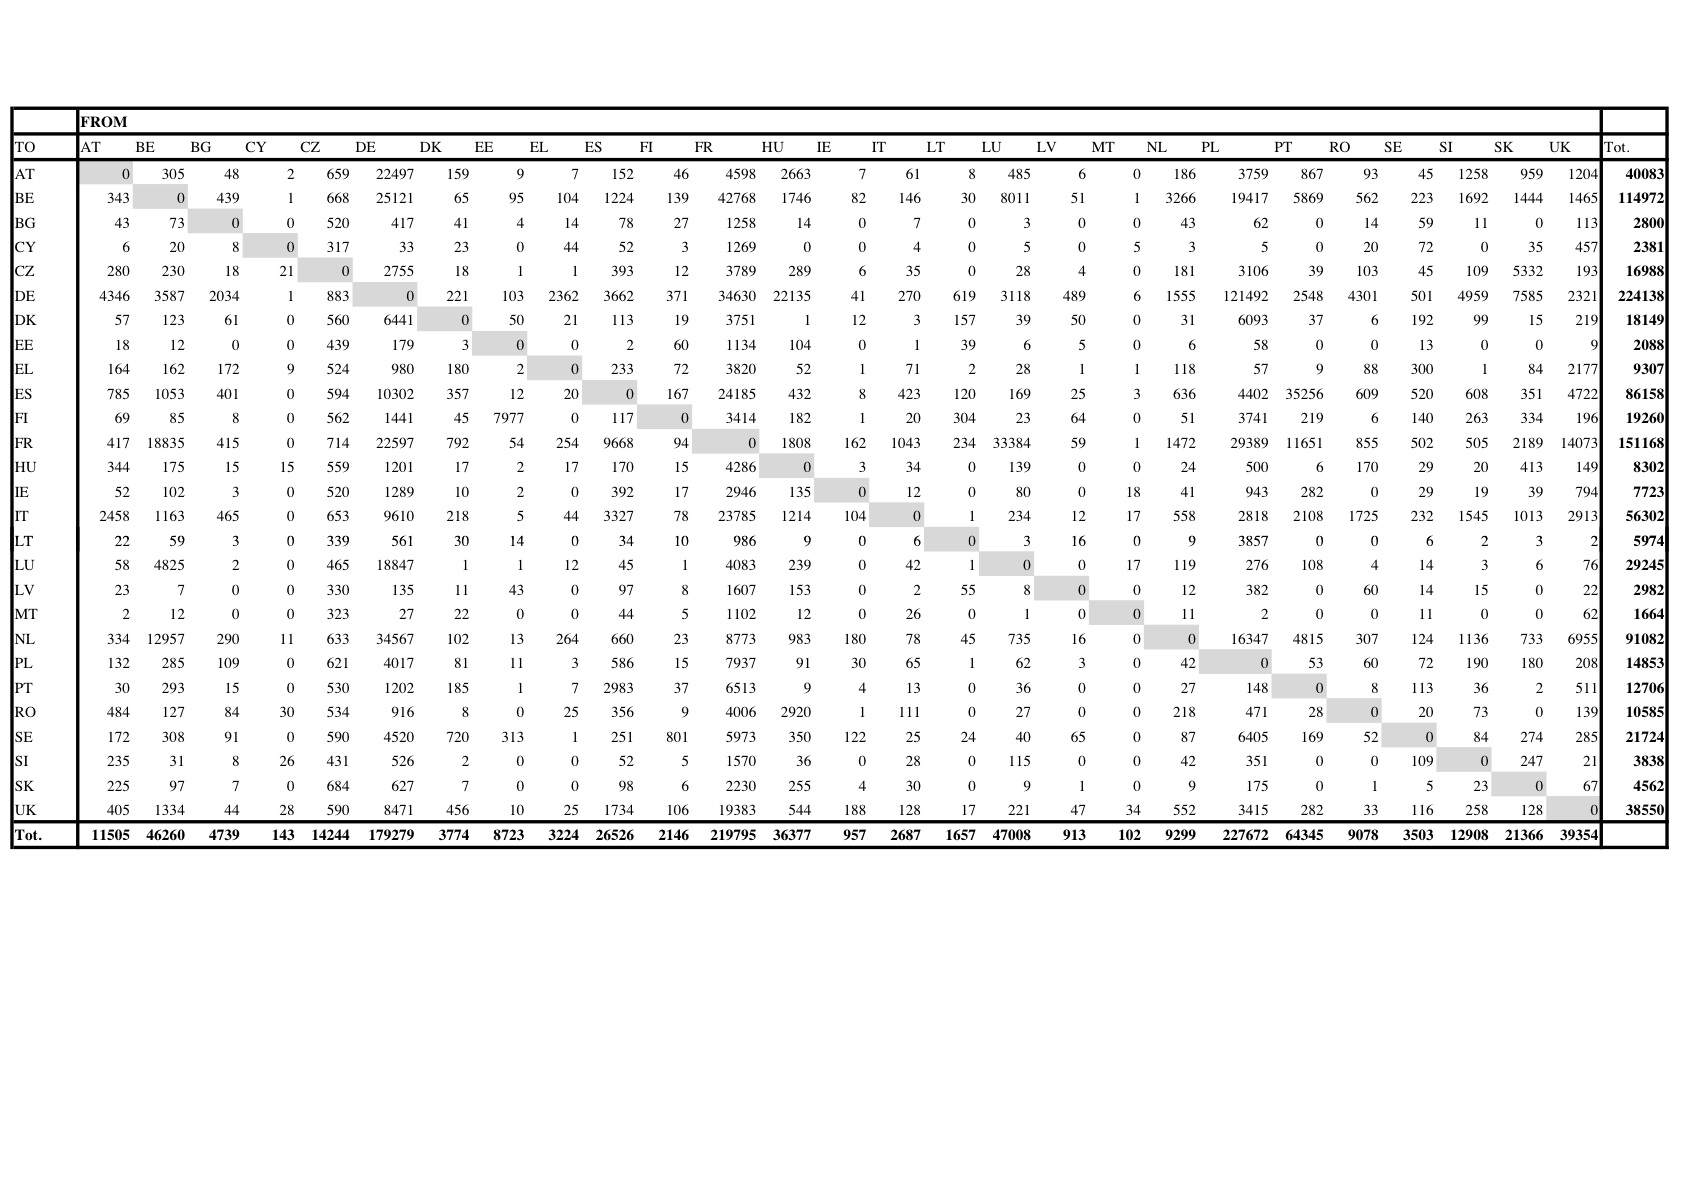 FROM
TO AT BE BG CY CZ DE DK EE EL ES FI FR HU IE IT LT LU LV MT NL PL PT RO SE SI SK UK Tot.
AT 0 305 48 2 659 22497 159 9 7 152 46 4598 2663 7 61 8 485 6 0 186 3759 867 93 45 1258 959 1204 40083
BE 343 0 439 1 668 25121 65 95 104 1224 139 42768 1746 82 146 30 8011 51 1 3266 19417 5869 562 223 1692 1444 1465 114972
BG 43 73 0 0 520 417 41 4 14 78 27 1258 14 0 7 0 3 0 0 43 62 0 14 59 11 0 113 2800
CY 6 20 8 0 317 33 23 0 44 52 3 1269 0 0 4 0 5 0 5 3 5 0 20 72 0 35 457 2381
CZ 280 230 18 21 0 2755 18 1 1 393 12 3789 289 6 35 0 28 4 0 181 3106 39 103 45 109 5332 193 16988
DE 4346 3587 2034 1 883 0 221 103 2362 3662 371 34630 22135 41 270 619 3118 489 6 1555 121492 2548 4301 501 4959 7585 2321 224138
DK 57 123 61 0 560 6441 0 50 21 113 19 3751 1 12 3 157 39 50 0 31 6093 37 6 192 99 15 219 18149
EE 18 12 0 0 439 179 3 0 0 2 60 1134 104 0 1 39 6 5 0 6 58 0 0 13 0 0 9 2088
EL 164 162 172 9 524 980 180 2 0 233 72 3820 52 1 71 2 28 1 1 118 57 9 88 300 1 84 2177 9307
ES 785 1053 401 0 594 10302 357 12 20 0 167 24185 432 8 423 120 169 25 3 636 4402 35256 609 520 608 351 4722 86158
FI 69 85 8 0 562 1441 45 7977 0 117 0 3414 182 1 20 304 23 64 0 51 3741 219 6 140 263 334 196 19260
FR 417 18835 415 0 714 22597 792 54 254 9668 94 0 1808 162 1043 234 33384 59 1 1472 29389 11651 855 502 505 2189 14073 151168
HU 344 175 15 15 559 1201 17 2 17 170 15 4286 0 3 34 0 139 0 0 24 500 6 170 29 20 413 149 8302
IE 52 102 3 0 520 1289 10 2 0 392 17 2946 135 0 12 0 80 0 18 41 943 282 0 29 19 39 794 7723
IT 2458 1163 465 0 653 9610 218 5 44 3327 78 23785 1214 104 0 1 234 12 17 558 2818 2108 1725 232 1545 1013 2913 56302
LT 22 59 3 0 339 561 30 14 0 34 10 986 9 0 6 0 3 16 0 9 3857 0 0 6 2 3 2 5974
LU 58 4825 2 0 465 18847 1 1 12 45 1 4083 239 0 42 1 0 0 17 119 276 108 4 14 3 6 76 29245
LV 23 7 0 0 330 135 11 43 0 97 8 1607 153 0 2 55 8 0 0 12 382 0 60 14 15 0 22 2982
MT 2 12 0 0 323 27 22 0 0 44 5 1102 12 0 26 0 1 0 0 11 2 0 0 11 0 0 62 1664
NL 334 12957 290 11 633 34567 102 13 264 660 23 8773 983 180 78 45 735 16 0 0 16347 4815 307 124 1136 733 6955 91082
PL 132 285 109 0 621 4017 81 11 3 586 15 7937 91 30 65 1 62 3 0 42 0 53 60 72 190 180 208 14853
PT 30 293 15 0 530 1202 185 1 7 2983 37 6513 9 4 13 0 36 0 0 27 148 0 8 113 36 2 511 12706
RO 484 127 84 30 534 916 8 0 25 356 9 4006 2920 1 111 0 27 0 0 218 471 28 0 20 73 0 139 10585
SE 172 308 91 0 590 4520 720 313 1 251 801 5973 350 122 25 24 40 65 0 87 6405 169 52 0 84 274 285 21724
SI 235 31 8 26 431 526 2 0 0 52 5 1570 36 0 28 0 115 0 0 42 351 0 0 109 0 247 21 3838
SK 225 97 7 0 684 627 7 0 0 98 6 2230 255 4 30 0 9 1 0 9 175 0 1 5 23 0 67 4562
UK 405 1334 44 28 590 8471 456 10 25 1734 106 19383 544 188 128 17 221 47 34 552 3415 282 33 116 258 128 0 38550
Tot. 11505 46260 4739 143 14244 179279 3774 8723 3224 26526 2146 219795 36377 957 2687 1657 47008 913 102 9299 227672 64345 9078 3503 12908 21366 39354